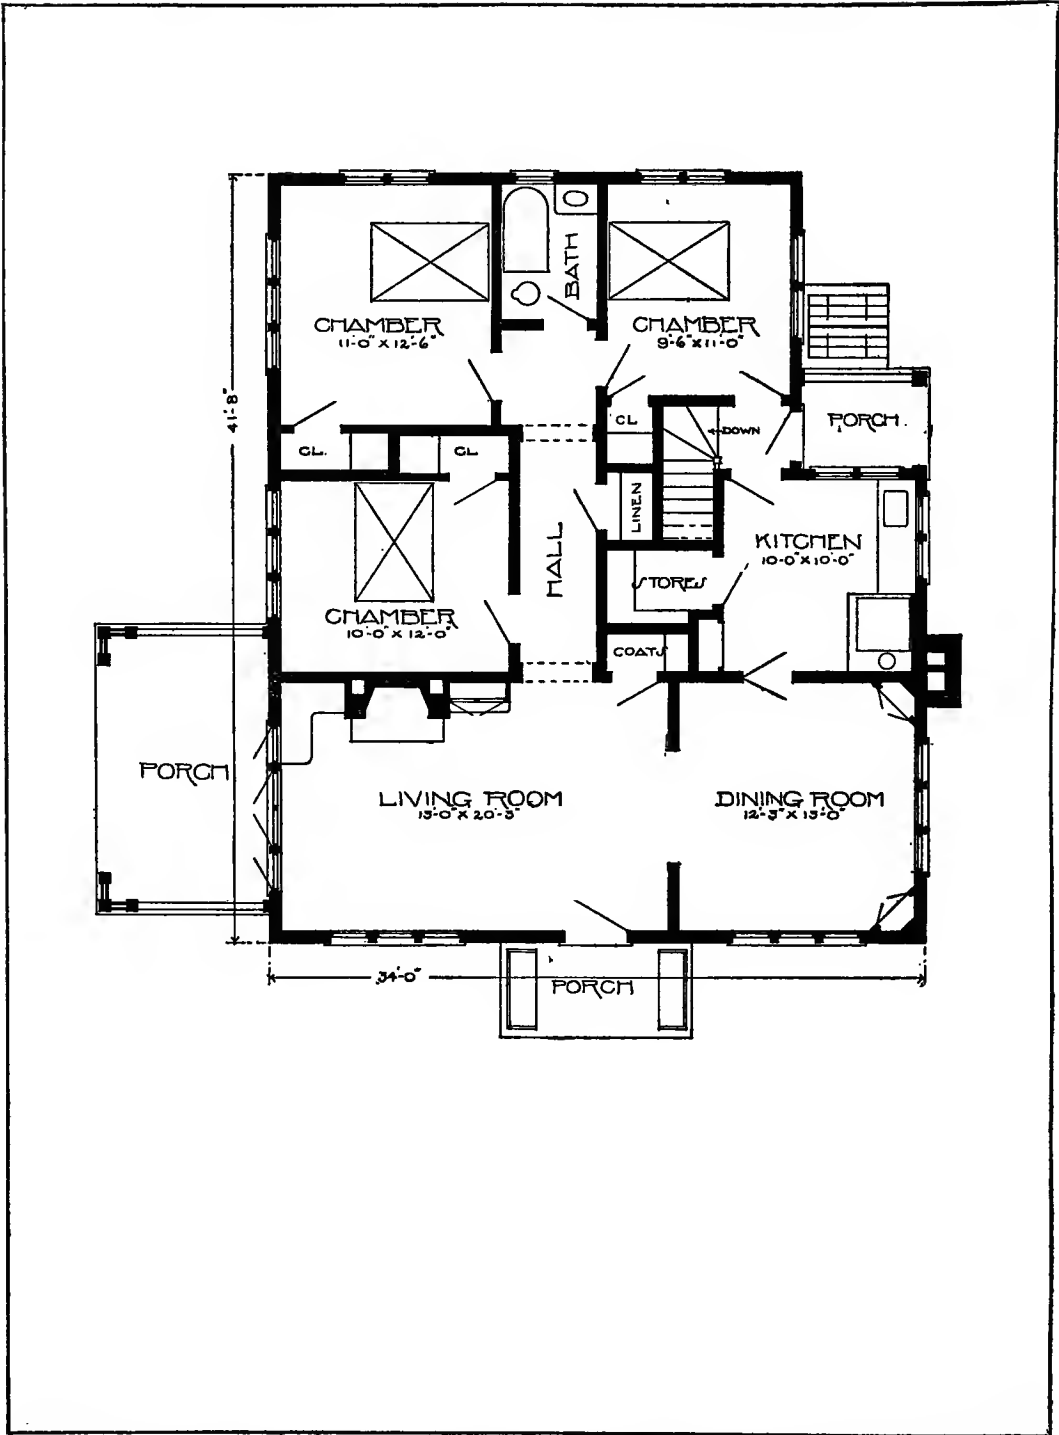 CHAMBER
11'-0" X 12'-6"
BATH
CHAMBER
9'-6" X 11'-0"
41'-8"
CL.
CL
CL
DOWN
PORCH.
LINEN
HALL
KITCHEN
10'-0" X 10'-0"
STORES
CHAMBER
10'-0" X 12'-0"
COATS
PORCH
LIVING ROOM
13'-0" X 20'-3"
DINING ROOM
12'-3" X 13'-0"
34'-0"
PORCH